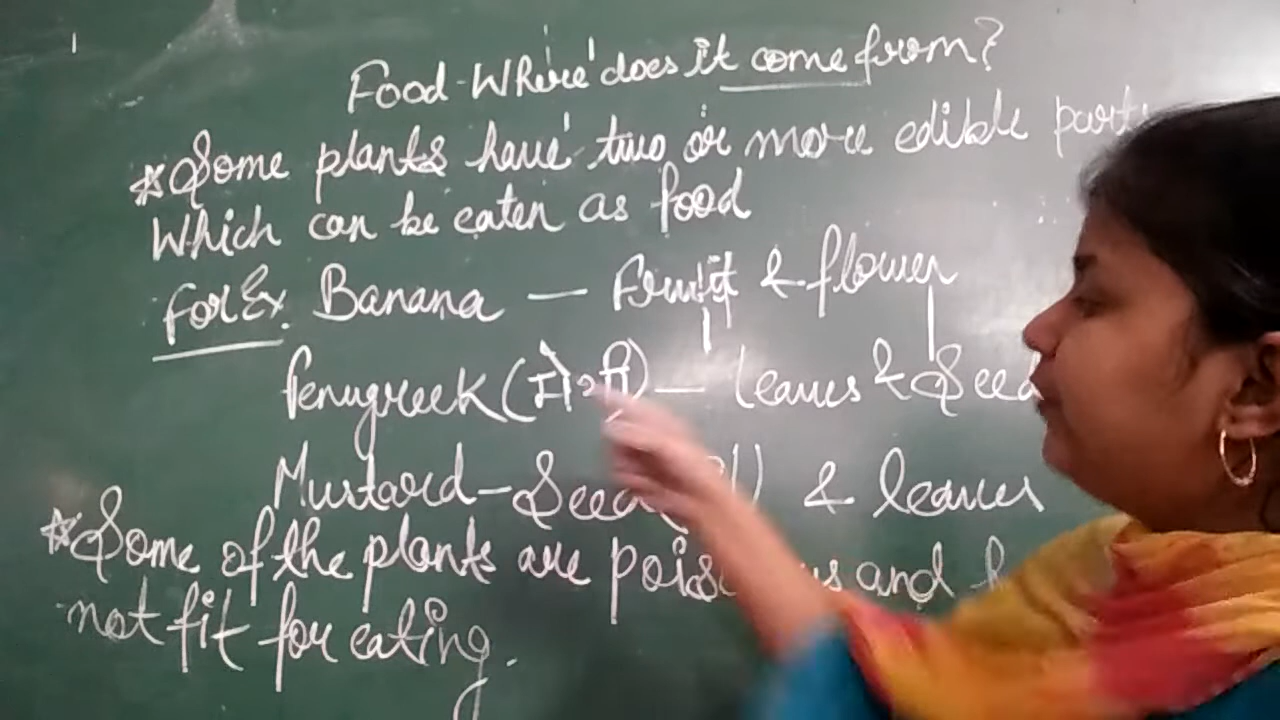 Food-Where does it come from?
*Some plants have two or more edible parts
Which can be eaten as food
For Ex. Banana — Fruit & flower
Fenugreek (मेथी) — leaves & Seed
Mustard-Seed & leaves
*Some of the plants are and
not fit for eating.